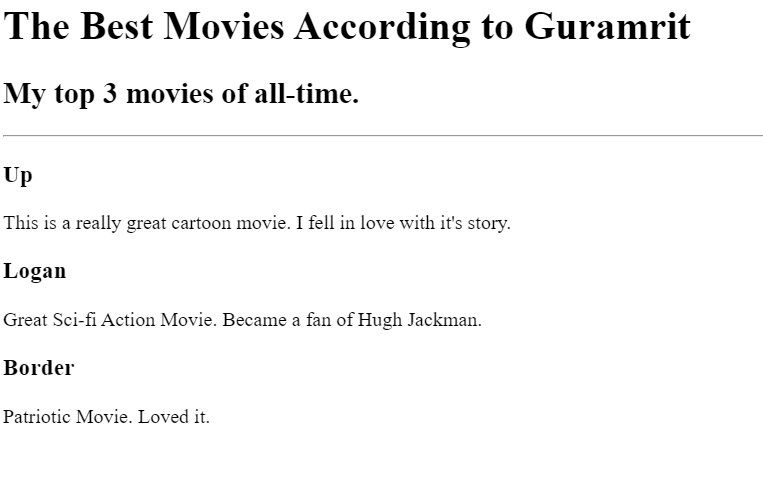 The Best Movies According to Guramrit
My top 3 movies of all-time.
Up
This is a really great cartoon movie. I fell in love with it's story.
Logan
Great Sci-fi Action Movie. Became a fan of Hugh Jackman.
Border
Patriotic Movie. Loved it.